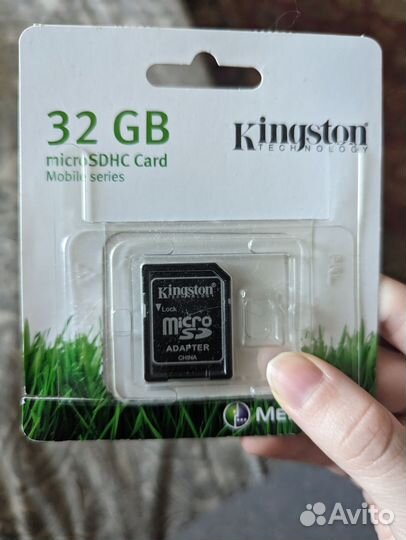 32 GB
microSDHC Card
Mobile series
Kingston
TECHNOLOGY
Kingston
Lock
micro
SD
ADAPTER
CHINA
Avito